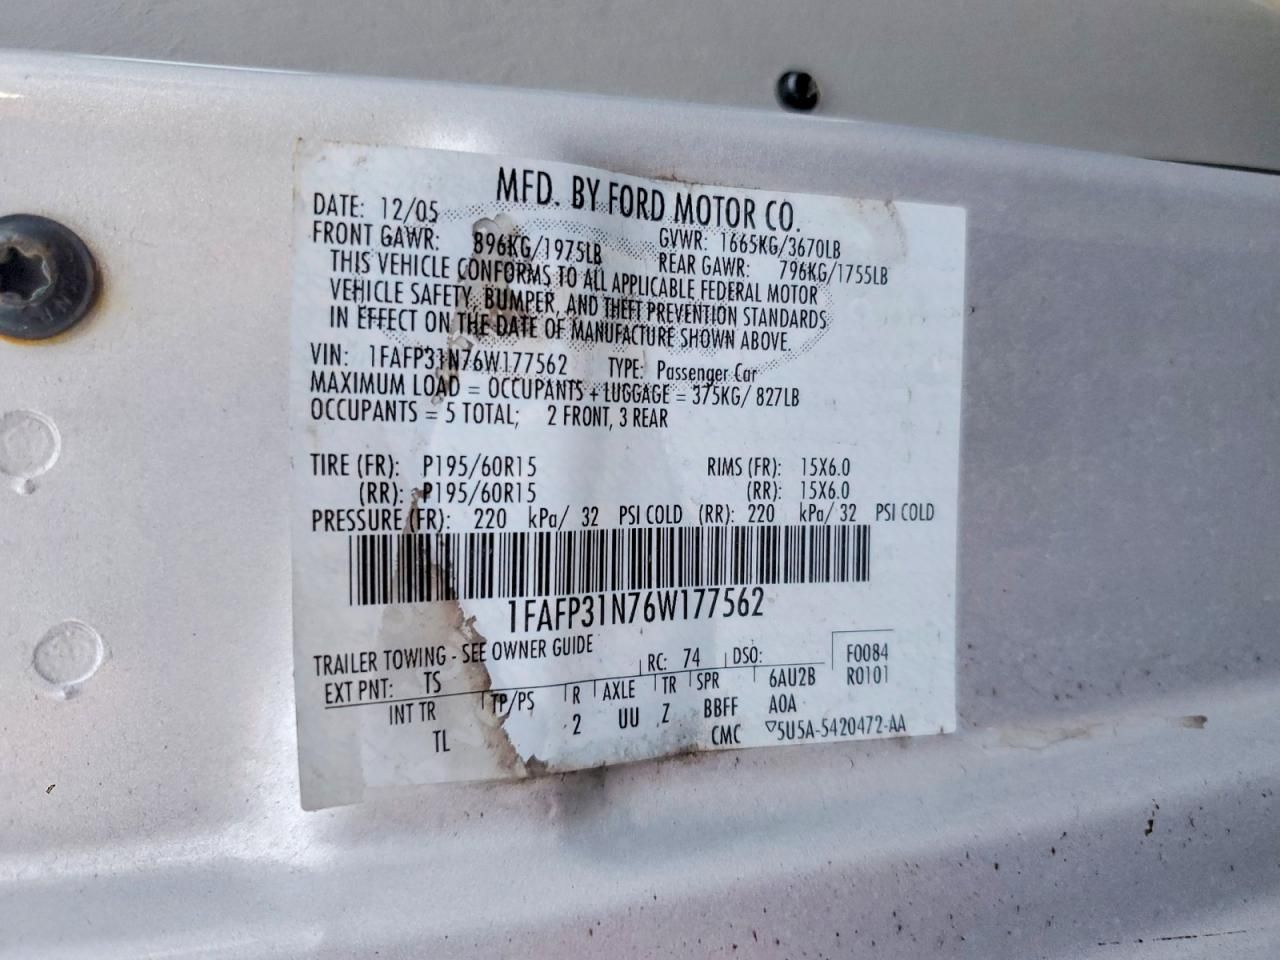 MFD. BY FORD MOTOR CO.
DATE: 12/05 GVWR: 1665KG/3670LB
FRONT GAWR: 896KG/1975LB REAR GAWR: 796KG/1755LB
THIS VEHICLE CONFORMS TO ALL APPLICABLE FEDERAL MOTOR
VEHICLE SAFETY, BUMPER, AND THEFT PREVENTION STANDARDS
IN EFFECT ON THE DATE OF MANUFACTURE SHOWN ABOVE.
VIN: 1FAFP31N76W177562 TYPE: Passenger Car
MAXIMUM LOAD = OCCUPANTS + LUGGAGE = 375KG/ 827LB
OCCUPANTS = 5 TOTAL; 2 FRONT, 3 REAR
TIRE (FR): P195/60R15 RIMS (FR): 15X6.0
(RR): P195/60R15 (RR): 15X6.0
PRESSURE (FR): 220 kPa/ 32 PSI COLD (RR): 220 kPa/ 32 PSI COLD
1FAFP31N76W177562
TRAILER TOWING - SEE OWNER GUIDE
EXT PNT: TS RC: 74 DSO: F0084
INT TR TP/PS R AXLE TR SPR 6AU2B R0101
TL 2 UU Z BBFF AOA
CMC ▽5U5A-5420472-AA